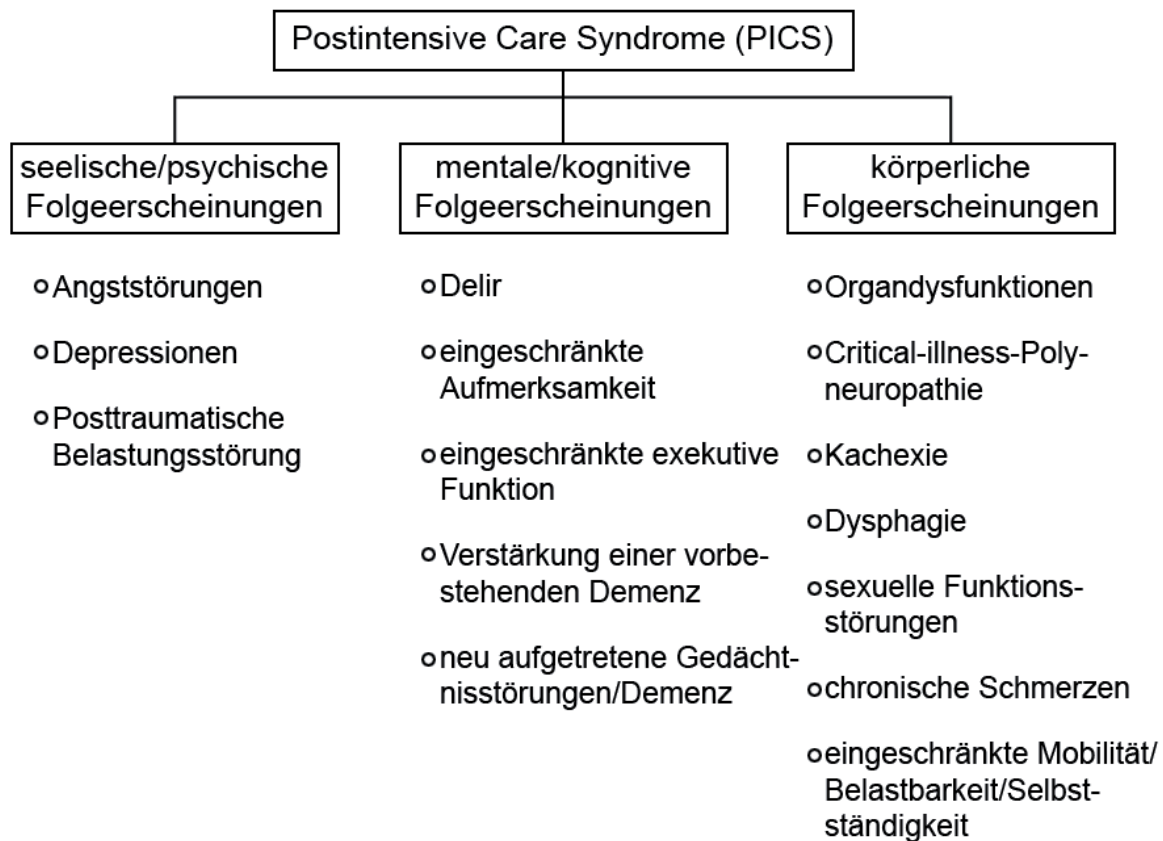 Postintensive Care Syndrome (PICS)
seelische/psychische
Folgeerscheinungen
Angststörungen
Depressionen
Posttraumatische
Belastungsstörung
mentale/kognitive
Folgeerscheinungen
Delir
eingeschränkte
Aufmerksamkeit
eingeschränkte exekutive
Funktion
Verstärkung einer vorbe-
stehenden Demenz
neu aufgetretene Gedächt-
nisstörungen/Demenz
körperliche
Folgeerscheinungen
Organdysfunktionen
Critical-illness-Poly-
neuropathie
Kachexie
Dysphagie
sexuelle Funktions-
störungen
chronische Schmerzen
eingeschränkte Mobilität/
Belastbarkeit/Selbst-
ständigkeit